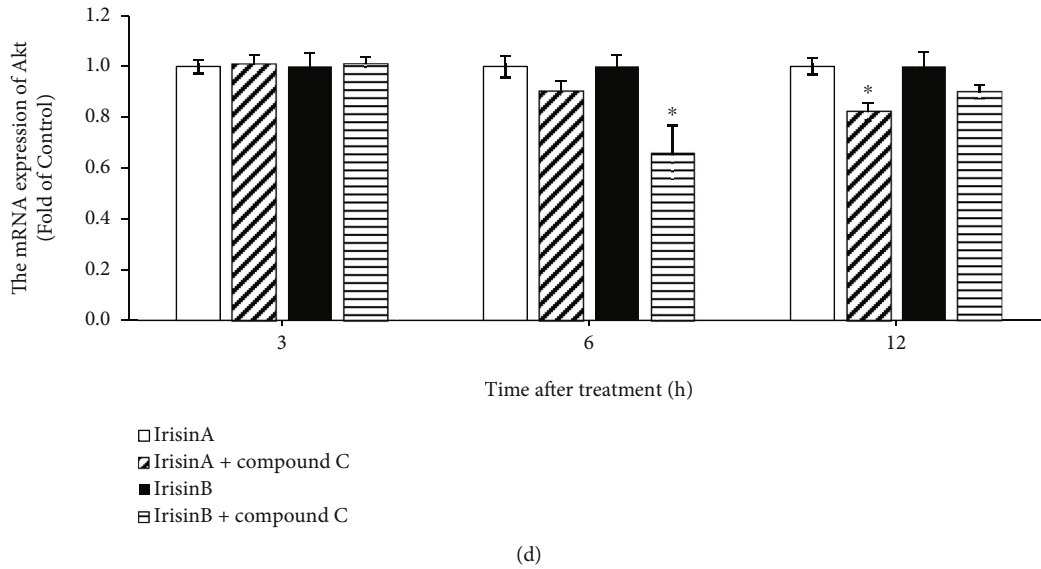 The mRNA expression of Akt
(Fold of Control)
1.2
1.0
0.8
0.6
0.4
0.2
0.0
*
*
3
6
12
Time after treatment (h)
IrisinA
IrisinA + compound C
IrisinB
IrisinB + compound C
(d)